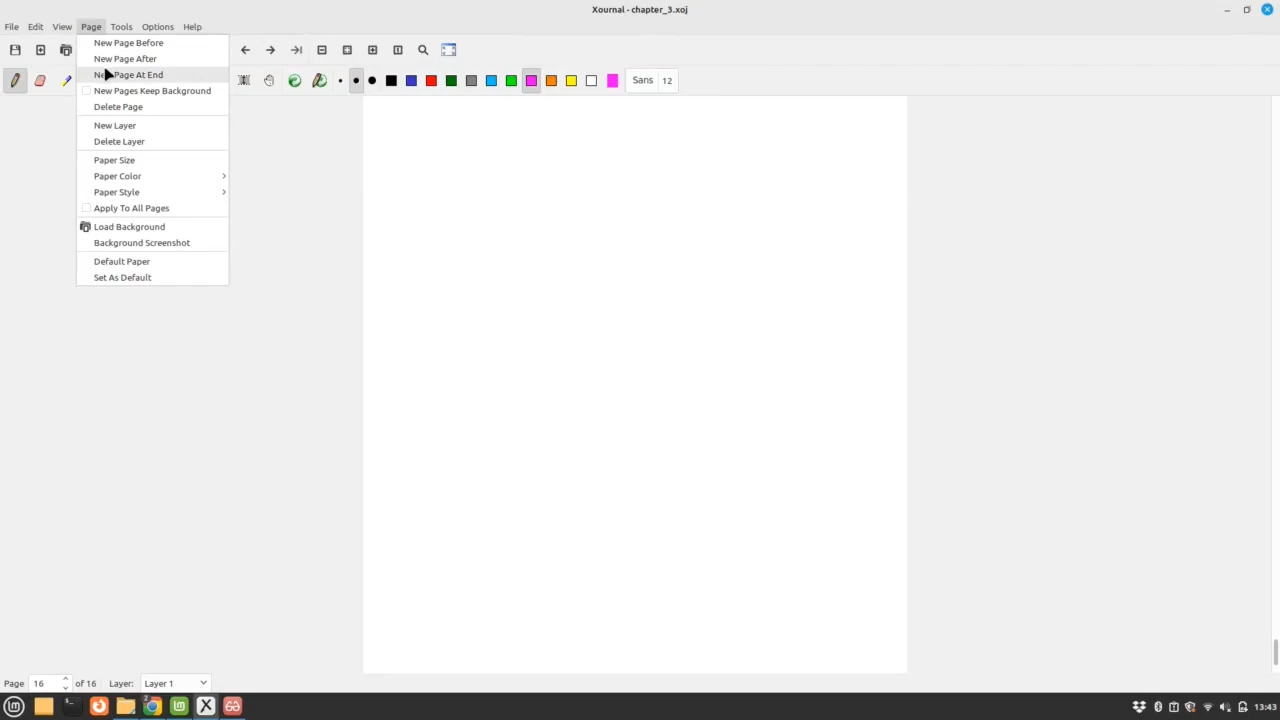 Xournal - chapter_3.xoj
File Edit View Page Tools Options Help
New Page Before
New Page After
New Page At End
New Pages Keep Background
Delete Page
New Layer
Delete Layer
Paper Size
Paper Color
Paper Style
Apply To All Pages
Load Background
Background Screenshot
Default Paper
Set As Default
Sans 12
Page 16 of 16 Layer: Layer 1
2
13:43